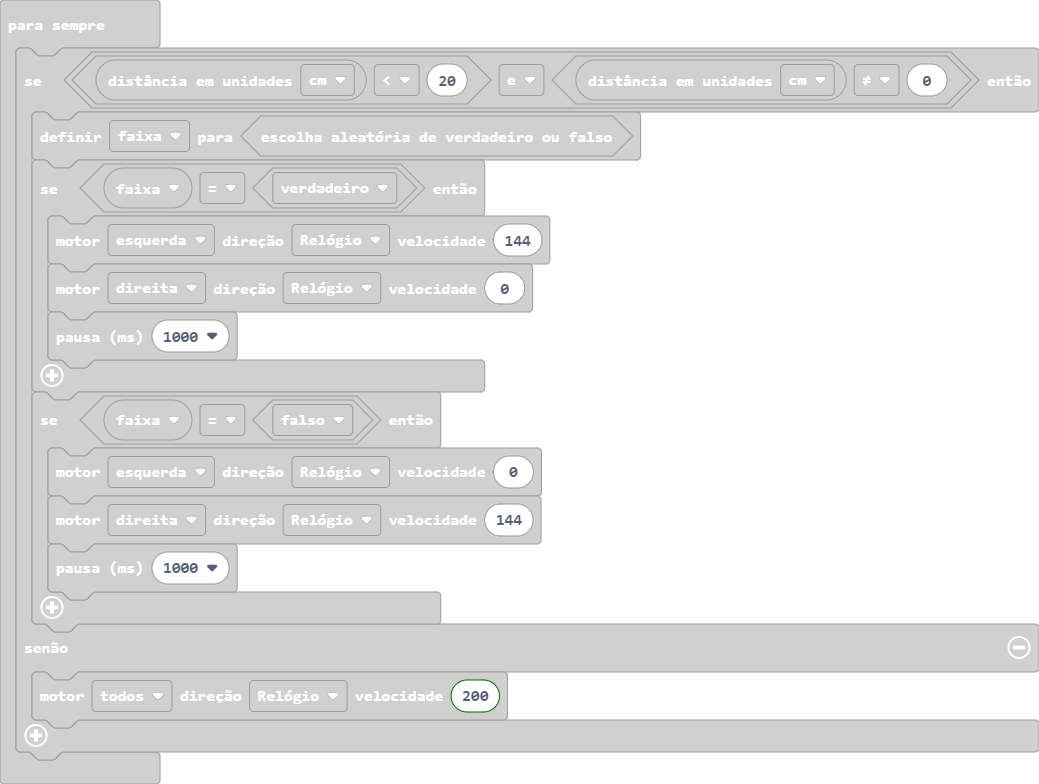 para sempre
se distância em unidades cm < 20 e distância em unidades cm ≠ 0 então
definir faixa para escolha aleatória de verdadeiro ou falso
se faixa = verdadeiro então
motor esquerda direção Relógio velocidade 144
motor direita direção Relógio velocidade 0
pausa (ms) 1000
se faixa = falso então
motor esquerda direção Relógio velocidade 0
motor direita direção Relógio velocidade 144
pausa (ms) 1000
senão
motor todos direção Relógio velocidade 200